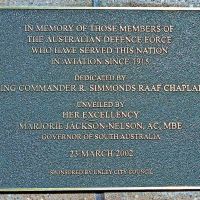 IN MEMORY OF THOSE MEMBERS OF
THE AUSTRALIAN DEFENCE FORCE
WHO HAVE SERVED THIS NATION
IN AVIATION SINCE 1915
DEDICATED BY
ING COMMANDER R. SIMMONDS RAAF CHAPLAI
UNVEILED BY
HER EXCELLENCY
MARJORIE JACKSON-NELSON, AC, MBE
GOVERNOR OF SOUTH AUSTRALIA
23 MARCH 2002
SPONSORED BY UNLEY CITY COUNCIL